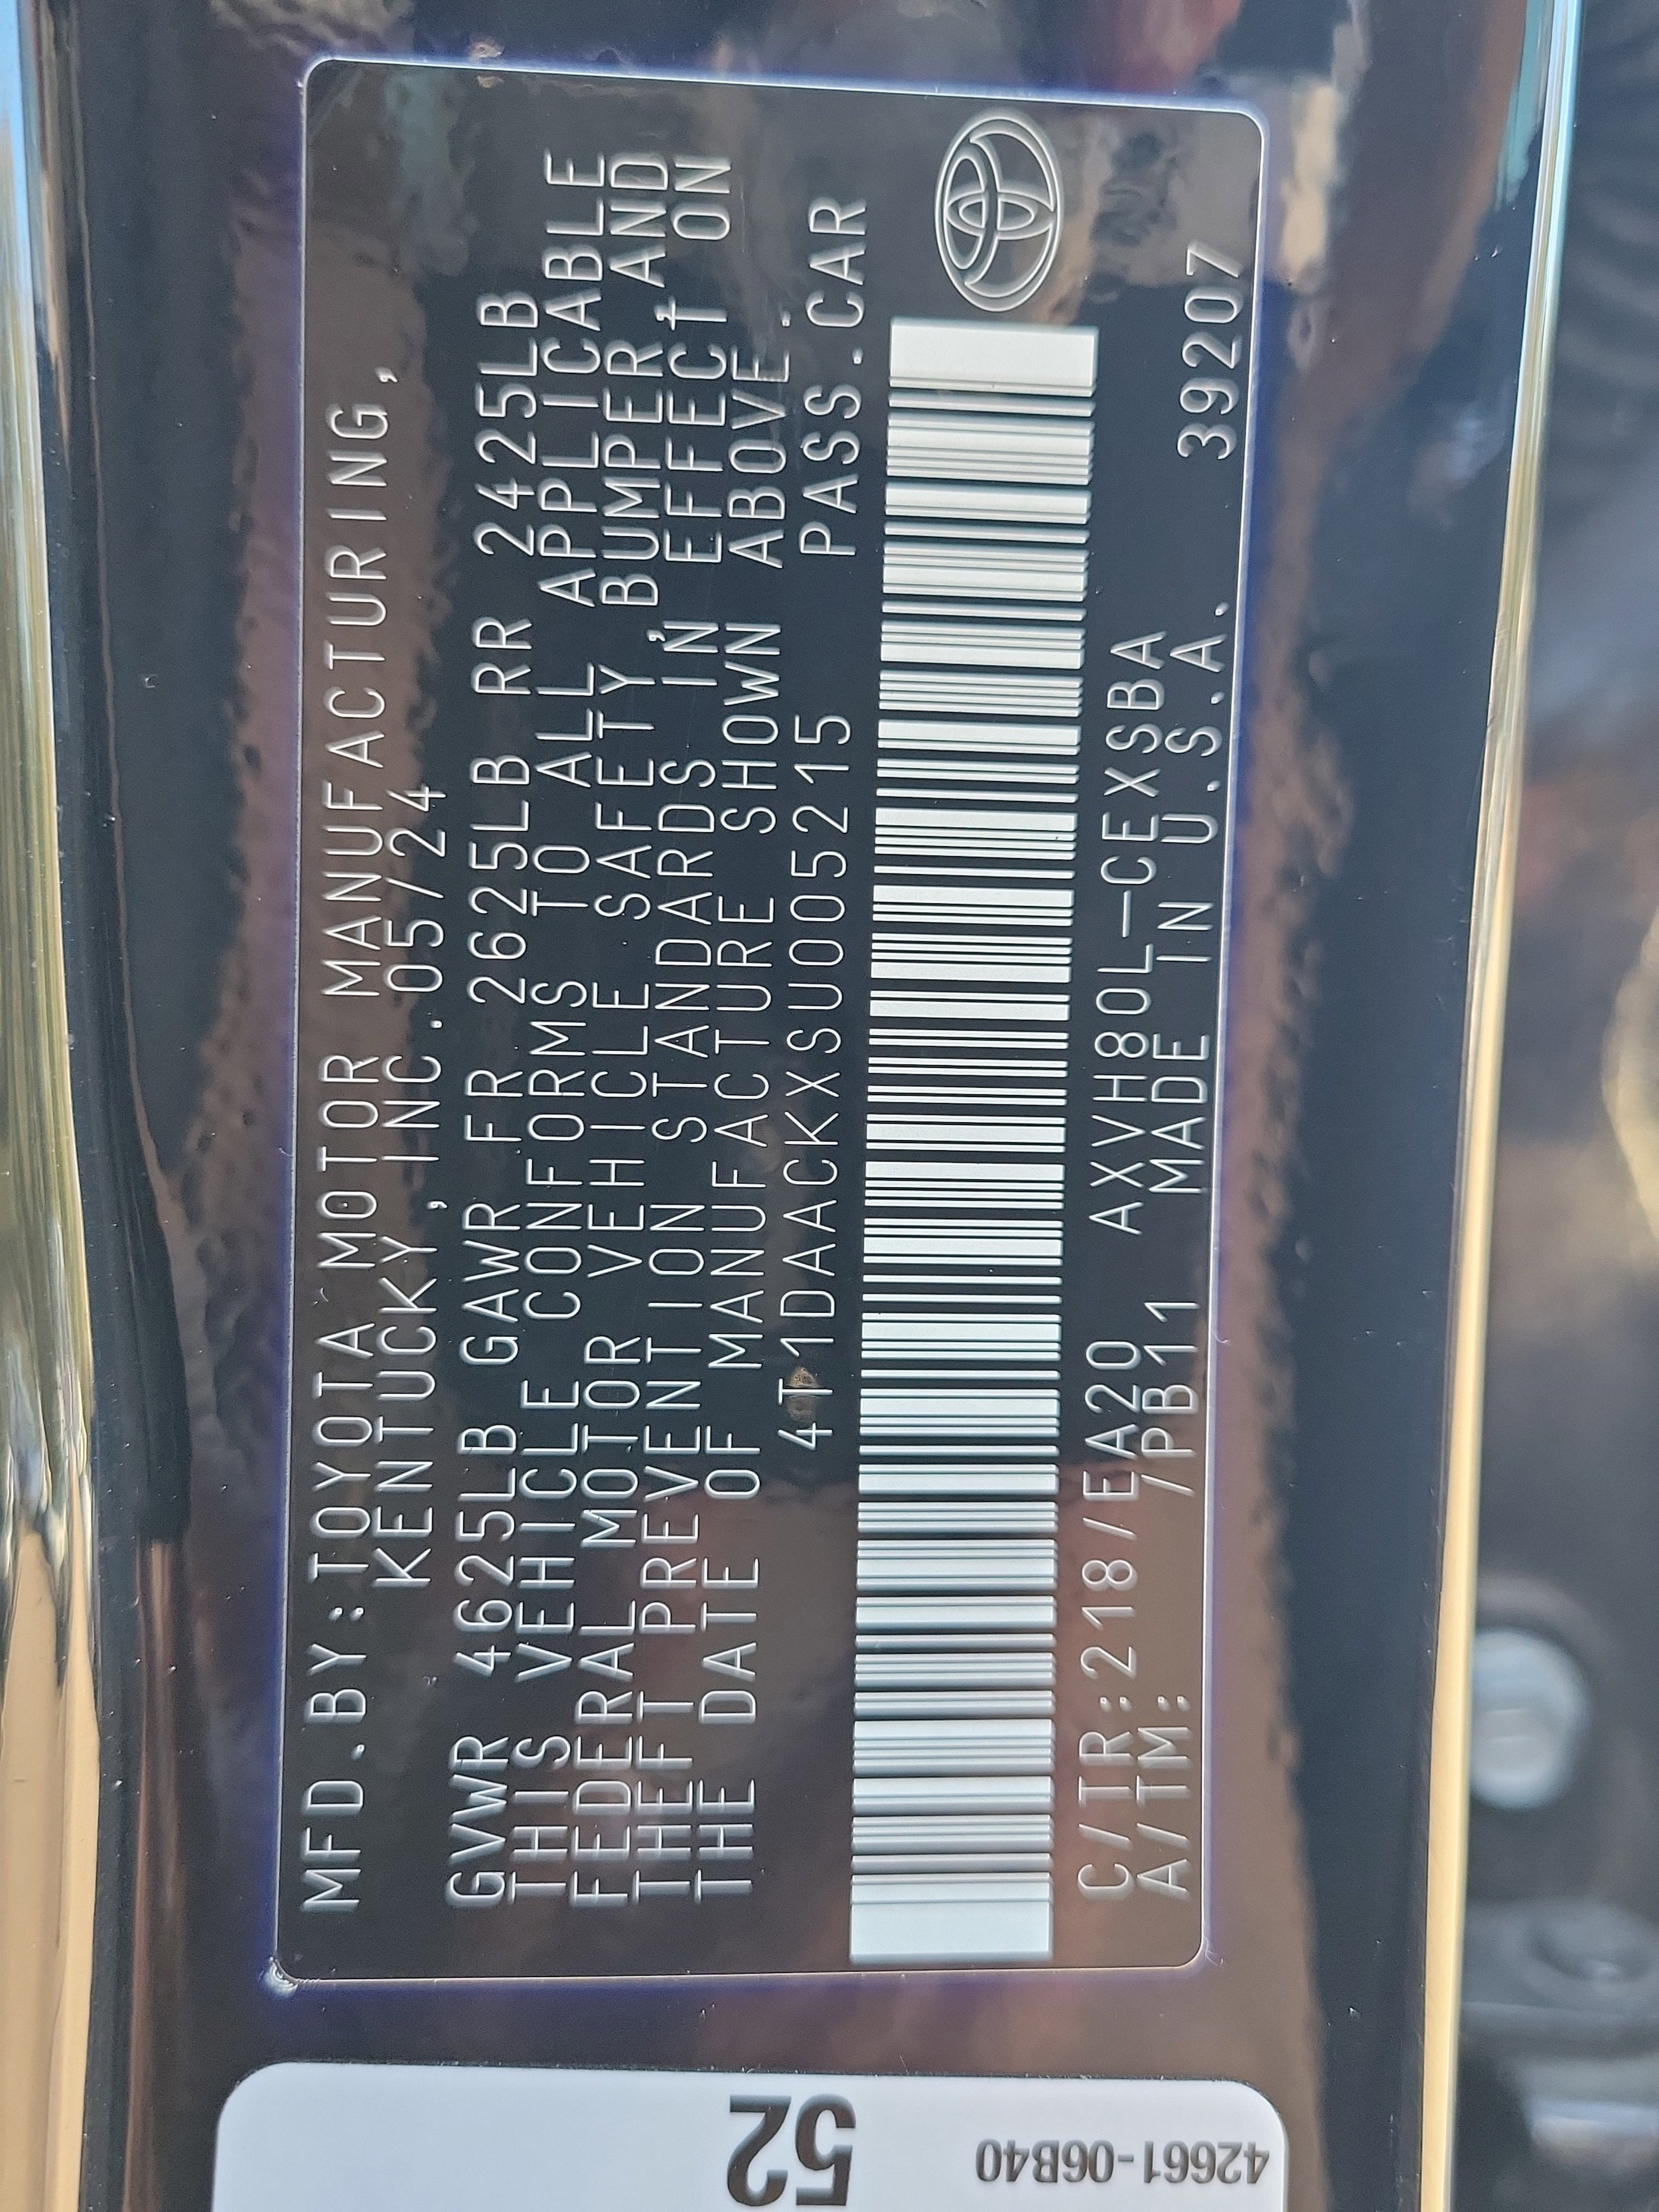 MFD.BY:TOYOTA MOTOR MANUFACTURING,
KENTUCKY,INC.05/24
GVWR 4625LB GAWR FR 2625LB RR 2425LB
THIS VEHICLE CONFORMS TO ALL APPLICABLE
FEDERAL MOTOR VEHICLE SAFETY,BUMPER,AND
THEFT PREVENTION STANDARDS IN EFFECT ON
THE DATE OF MANUFACTURE SHOWN ABOVE.
4T1DAACKXSU005215 PASS.CAR
C/TR:218/EA20 AXVH80L-CEXSBA
A/TM: /PB11 MADE IN U.S.A. 39207
52
42661-06B40